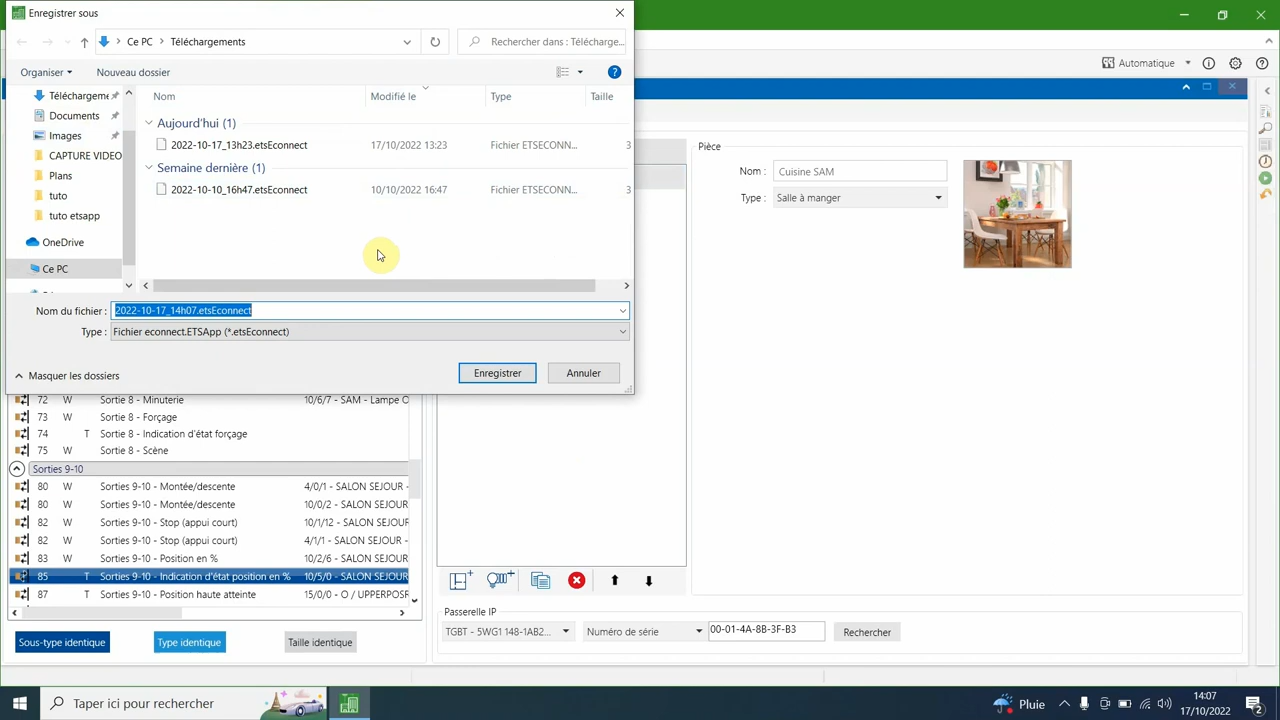 Enregistrer sous
Ce PC > Téléchargements
Rechercher dans : Télécharge...
Organiser
Nouveau dossier
Automatique
Téléchargeme
Documents
Images
CAPTURE VIDEO
Plans
tuto
tuto etsapp
OneDrive
Ce PC
Nom
Modifié le
Type
Taille
Aujourd'hui (1)
2022-10-17_13h23.etsEconnect 17/10/2022 13:23 Fichier ETSECONN... 3
Semaine dernière (1)
2022-10-10_16h47.etsEconnect 10/10/2022 16:47 Fichier ETSECONN... 3
Nom du fichier : 2022-10-17_14h07.etsEconnect
Type : Fichier econnect.ETSApp (*.etsEconnect)
Masquer les dossiers
Enregistrer
Annuler
Pièce
Nom : Cuisine SAM
Type : Salle à manger
72 W Sortie 8 - Minuterie 10/6/7 - SAM - Lampe O
73 W Sortie 8 - Forçage
74 T Sortie 8 - Indication d'état forçage
75 W Sortie 8 - Scène
Sorties 9-10
80 W Sorties 9-10 - Montée/descente 4/0/1 - SALON SEJOUR -
80 W Sorties 9-10 - Montée/descente 10/0/2 - SALON SEJOUR
82 W Sorties 9-10 - Stop (appui court) 10/1/12 - SALON SEJOUR
82 W Sorties 9-10 - Stop (appui court) 4/1/1 - SALON SEJOUR -
83 W Sorties 9-10 - Position en % 10/2/6 - SALON SEJOUR
85 T Sorties 9-10 - Indication d'état position en % 10/5/0 - SALON SEJOUR
87 T Sorties 9-10 - Position haute atteinte 15/0/0 - O / UPPERPOSF
Sous-type identique
Type identique
Taille identique
Passerelle IP
TGBT - 5WG1 148-1AB2...
Numéro de série
00-01-4A-8B-3F-B3
Rechercher
Taper ici pour rechercher
Pluie
14:07
17/10/2022
2